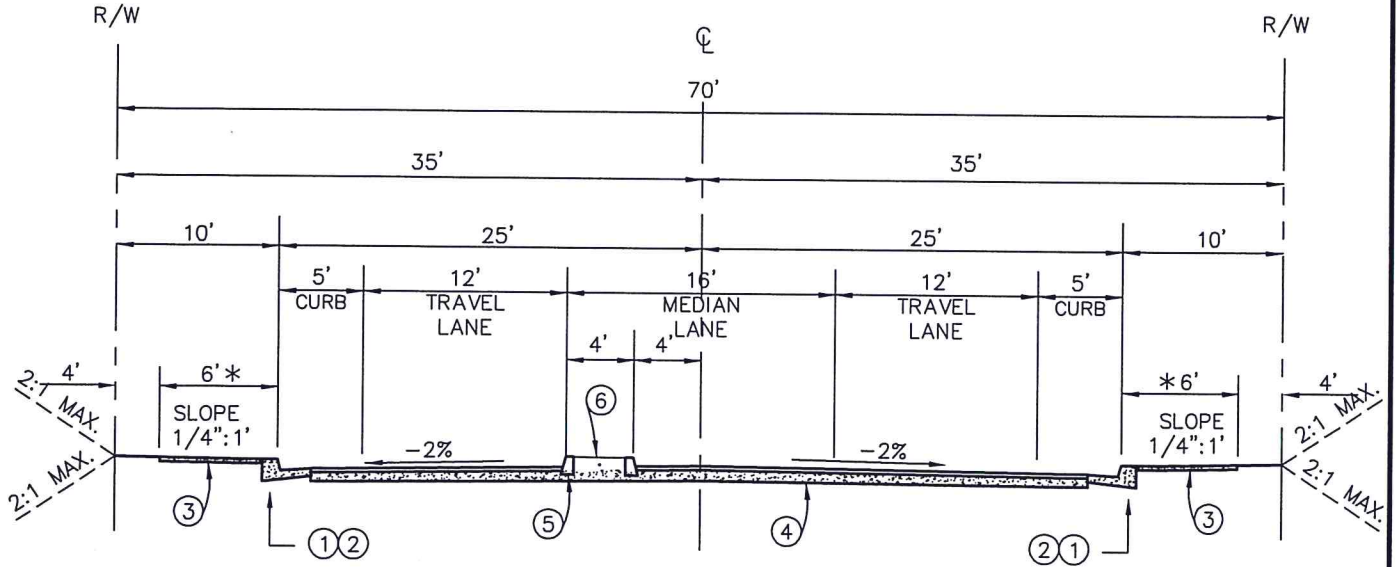 R/W
℄
R/W
70'
35'
35'
10'
25'
25'
10'
5'
CURB
12'
TRAVEL
LANE
16'
MEDIAN
LANE
12'
TRAVEL
LANE
5'
CURB
4'
4'
4'
6'*
*6'
4'
2:1 MAX.
2:1 MAX.
SLOPE
1/4":1'
-2%
6
-2%
SLOPE
1/4":1'
2:1 MAX.
2:1 MAX.
3
5
4
3
1 2
2 1